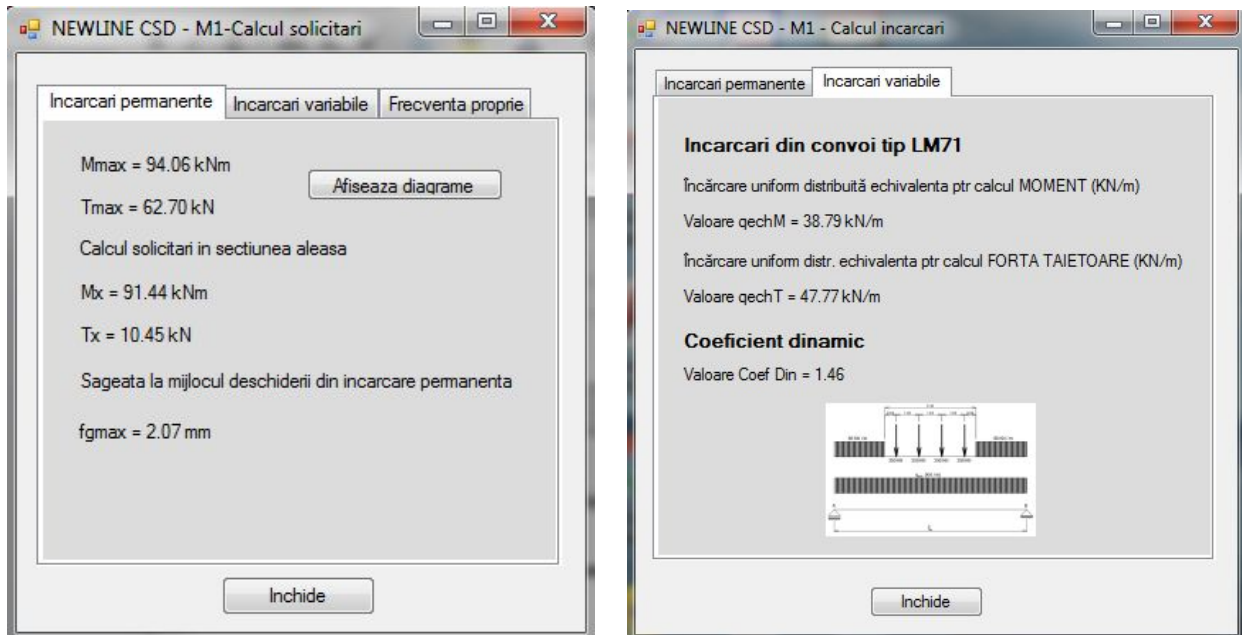 NEWLINE CSD - M1-Calcul solicitari
Incarcari permanente
Incarcari variabile
Frecventa proprie
Mmax = 94.06 kNm
Afiseaza diagrame
Tmax = 62.70 kN
Calcul solicitari in sectiunea aleasa
Mx = 91.44 kNm
Tx = 10.45 kN
Sageata la mijlocul deschiderii din incarcare permanenta
fgmax = 2.07 mm
Inchide
NEWLINE CSD - M1 - Calcul incarcari
Incarcari permanente
Incarcari variabile
Incarcari din convoi tip LM71
Încărcare uniform distribuită echivalenta ptr calcul MOMENT (KN/m)
Valoare qechM = 38.79 kN/m
Încărcare uniform distr. echivalenta ptr calcul FORTA TAIETOARE (KN/m)
Valoare qechT = 47.77 kN/m
Coeficient dinamic
Valoare Coef Din = 1.46
L
Inchide